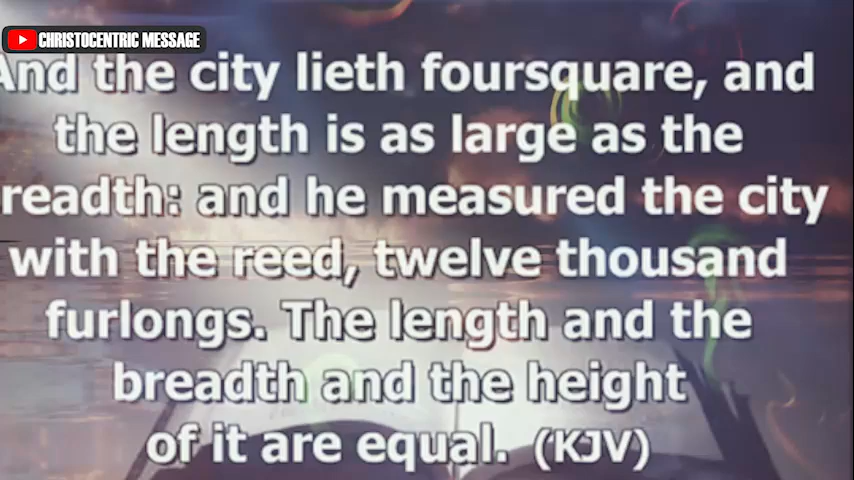 CHRISTOCENTRIC MESSAGE
And the city lieth foursquare, and
the length is as large as the
readth: and he measured the city
with the reed, twelve thousand
furlongs. The length and the
breadth and the height
of it are equal. (KJV)